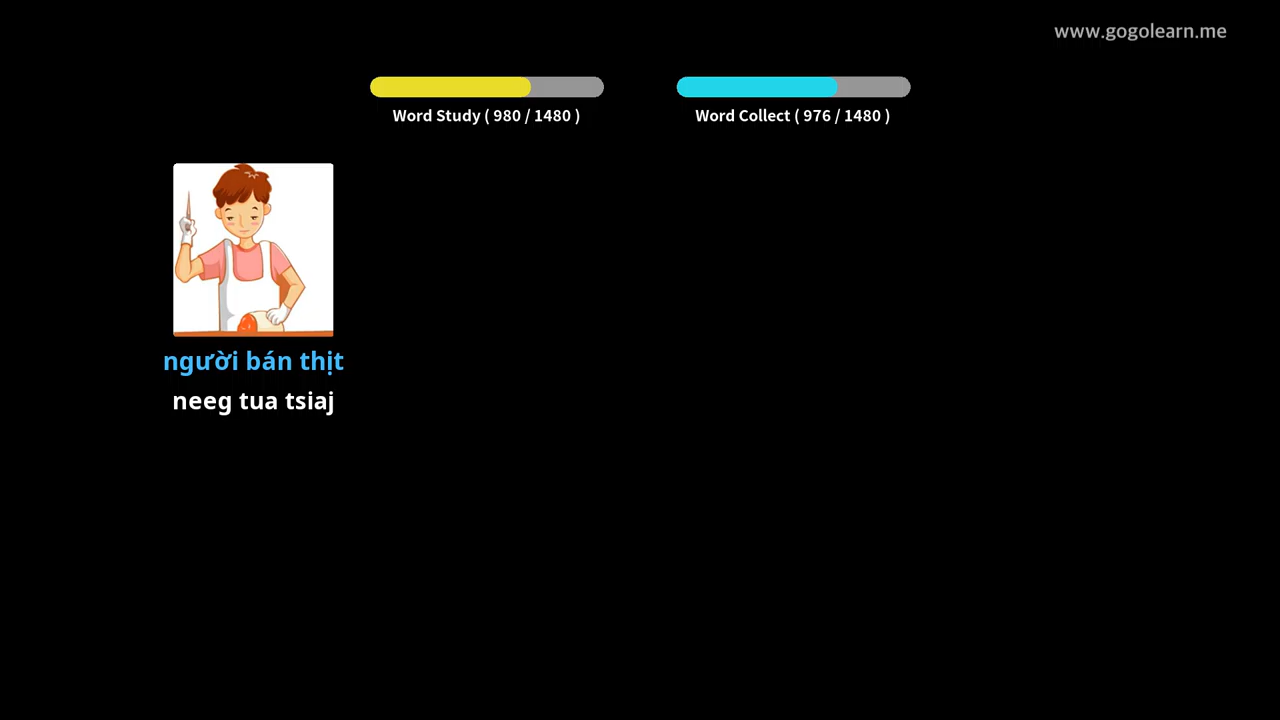 www.gogolearn.me
Word Study ( 980 / 1480 )
Word Collect ( 976 / 1480 )
người bán thịt
neeg tua tsiaj